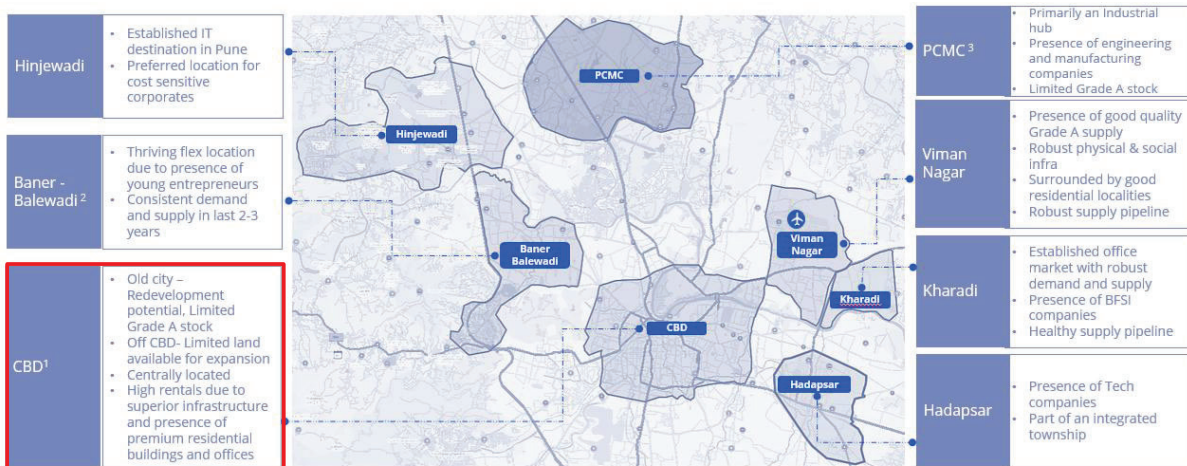 Hinjewadi
• Established IT
destination in Pune
• Preferred location for
cost sensitive
corporates
Baner -
Balewadi ²
• Thriving flex location
due to presence of
young entrepreneurs
• Consistent demand
and supply in last 2-3
years
CBD¹
• Old city –
Redevelopment
potential, Limited
Grade A stock
• Off CBD- Limited land
available for expansion
• Centrally located
• High rentals due to
superior infrastructure
and presence of
premium residential
buildings and offices
PCMC
Hinjewadi
Baner
Balewadi
Viman
Nagar
Kharadi
CBD
Hadapsar
PCMC ³
• Primarily an Industrial
hub
• Presence of engineering
and manufacturing
companies
• Limited Grade A stock
Viman
Nagar
• Presence of good quality
Grade A supply
• Robust physical & social
infra
• Surrounded by good
residential localities
• Robust supply pipeline
Kharadi
• Established office
market with robust
demand and supply
• Presence of BFSI
companies
• Healthy supply pipeline
Hadapsar
• Presence of Tech
companies
• Part of an integrated
township